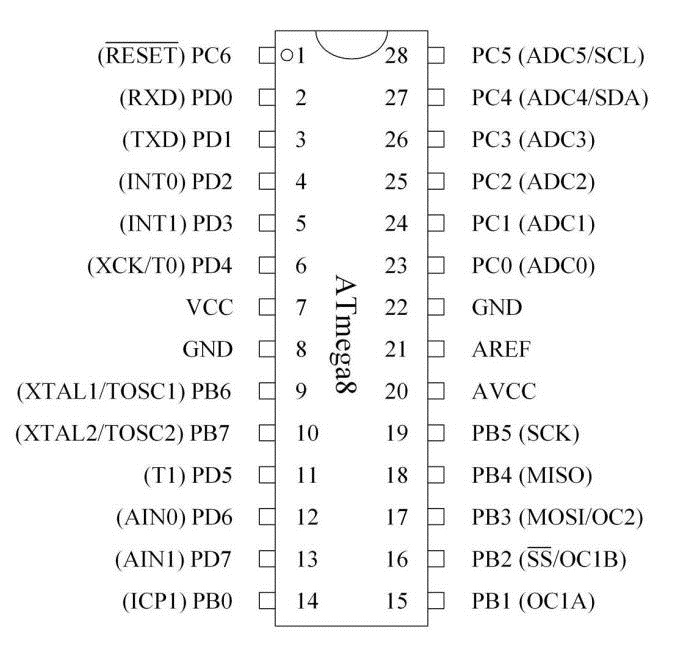 (RESET) PC6 1 28 PC5 (ADC5/SCL)
(RXD) PD0 2 27 PC4 (ADC4/SDA)
(TXD) PD1 3 26 PC3 (ADC3)
(INT0) PD2 4 25 PC2 (ADC2)
(INT1) PD3 5 24 PC1 (ADC1)
(XCK/T0) PD4 6 23 PC0 (ADC0)
VCC 7 22 GND
GND 8 21 AREF
(XTAL1/TOSC1) PB6 9 20 AVCC
(XTAL2/TOSC2) PB7 10 19 PB5 (SCK)
(T1) PD5 11 18 PB4 (MISO)
(AIN0) PD6 12 17 PB3 (MOSI/OC2)
(AIN1) PD7 13 16 PB2 (SS/OC1B)
(ICP1) PB0 14 15 PB1 (OC1A)
ATmega8